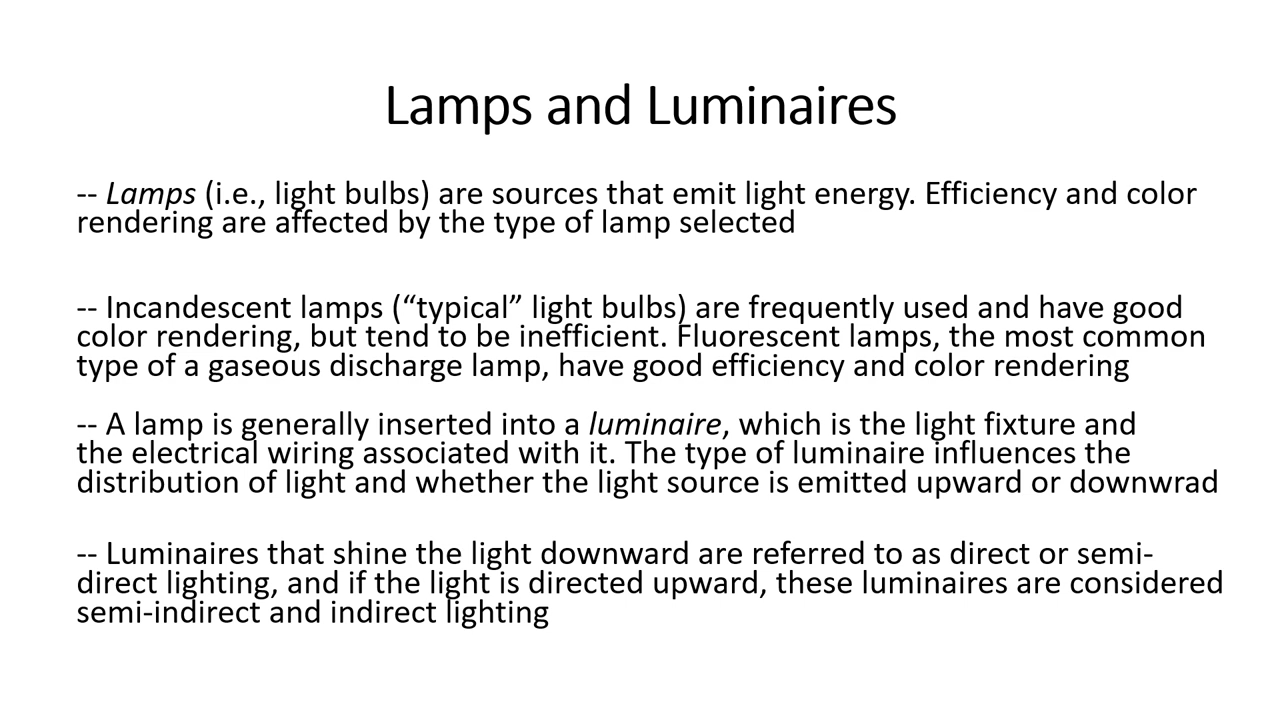 Lamps and Luminaires
-- Lamps (i.e., light bulbs) are sources that emit light energy. Efficiency and color
rendering are affected by the type of lamp selected
-- Incandescent lamps (“typical” light bulbs) are frequently used and have good
color rendering, but tend to be inefficient. Fluorescent lamps, the most common
type of a gaseous discharge lamp, have good efficiency and color rendering
-- A lamp is generally inserted into a luminaire, which is the light fixture and
the electrical wiring associated with it. The type of luminaire influences the
distribution of light and whether the light source is emitted upward or downwrad
-- Luminaires that shine the light downward are referred to as direct or semi-
direct lighting, and if the light is directed upward, these luminaires are considered
semi-indirect and indirect lighting